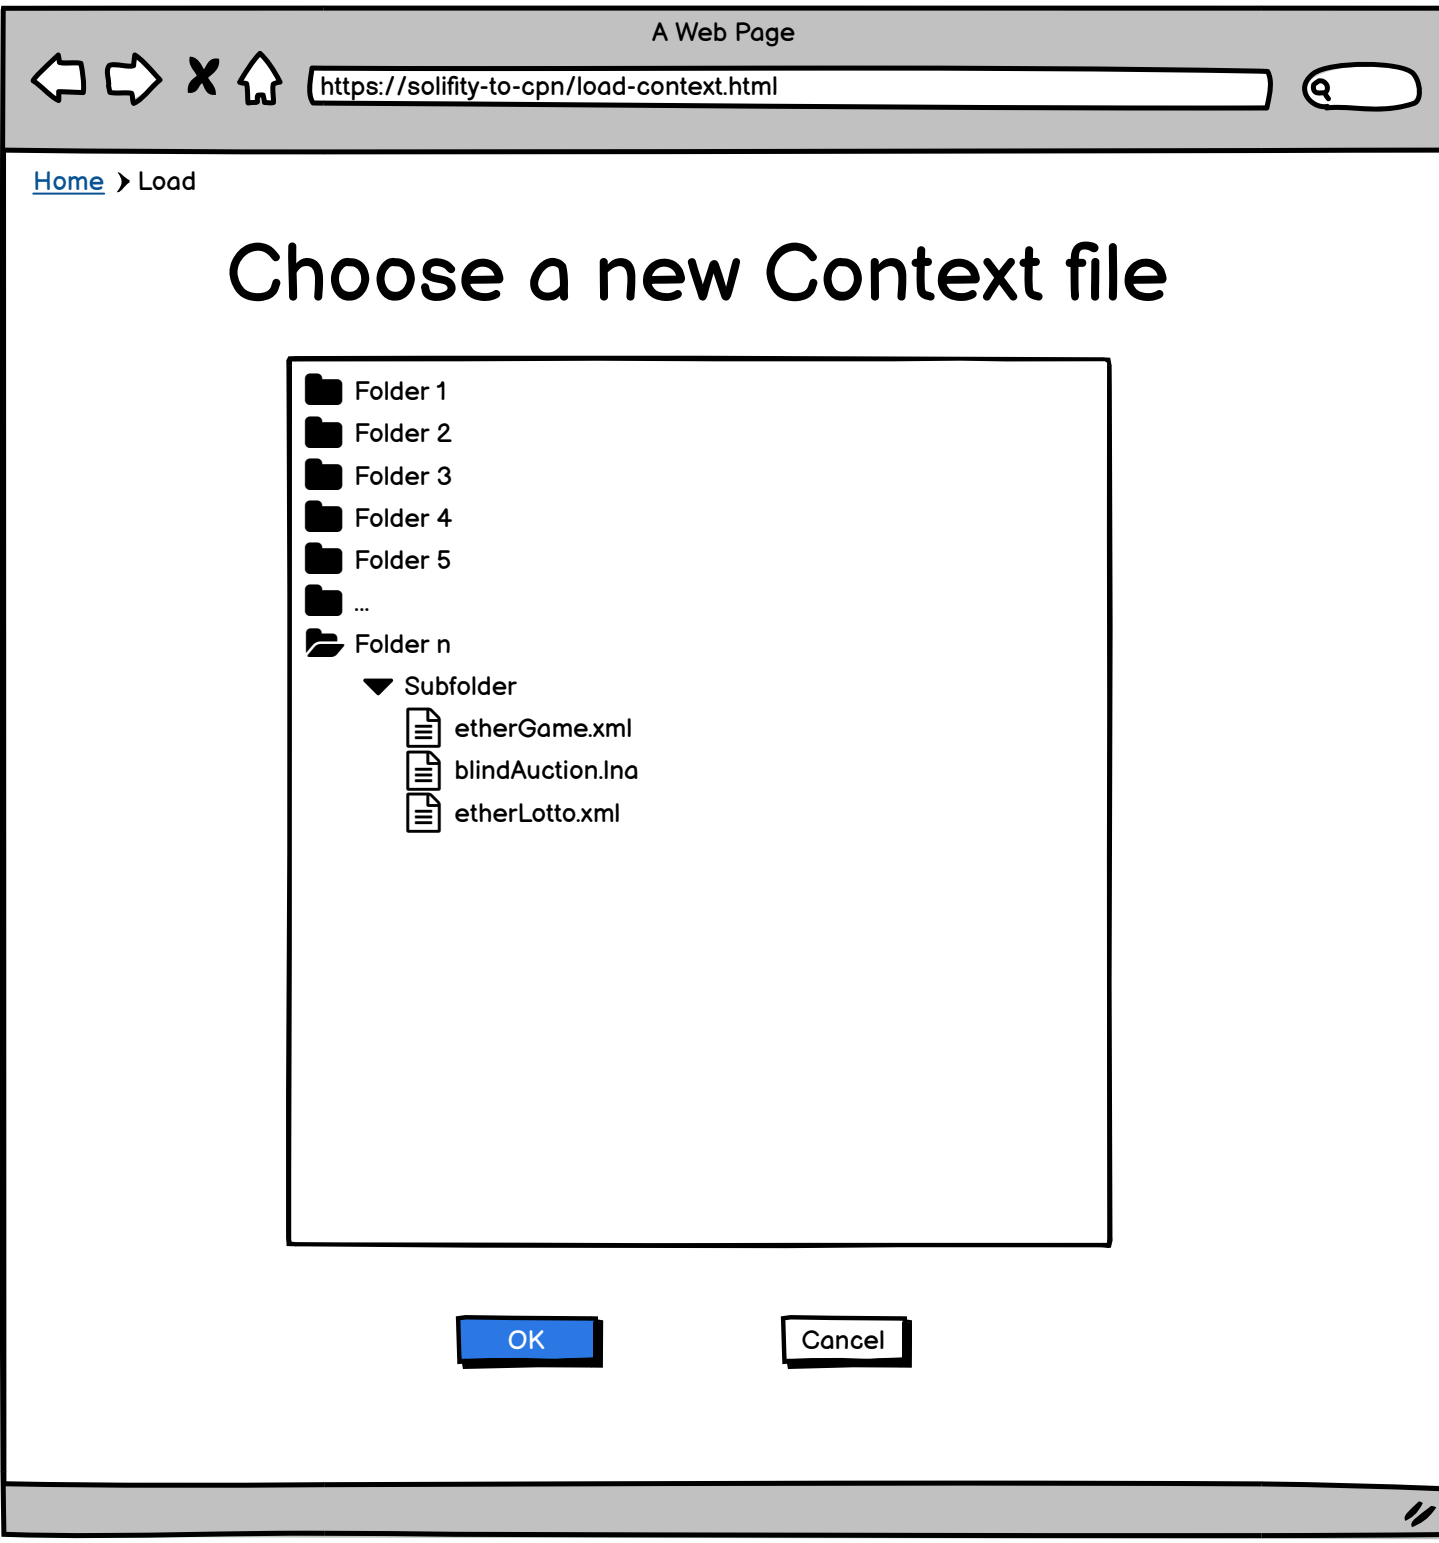 A Web Page
https://solifity-to-cpn/load-context.html
Home Load
Choose a new Context file
Folder 1
Folder 2
Folder 3
Folder 4
Folder 5
...
Folder n
Subfolder
etherGame.xml
blindAuction.lna
etherLotto.xml
OK Cancel